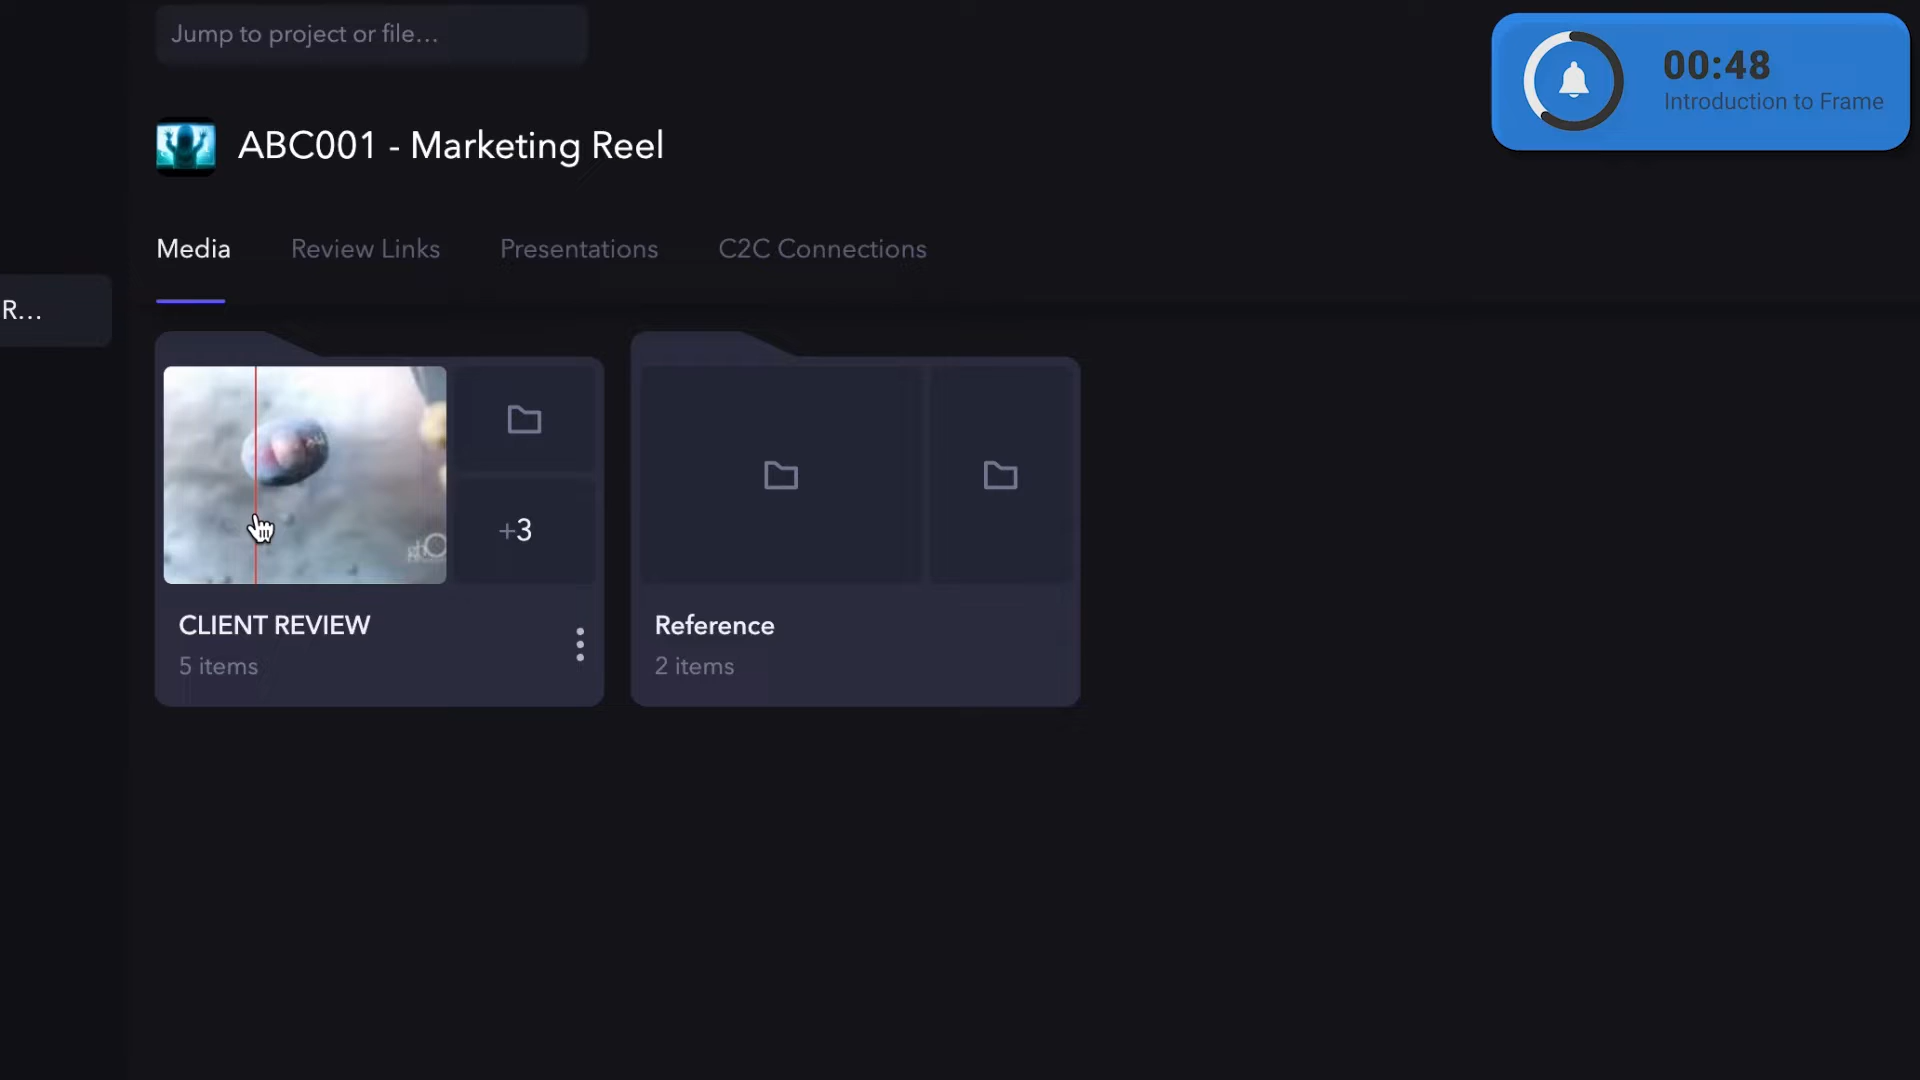 Jump to project or file...
00:48
Introduction to Frame
ABC001 - Marketing Reel
Media
Review Links
Presentations
C2C Connections
R...
+3
CLIENT REVIEW
5 items
Reference
2 items